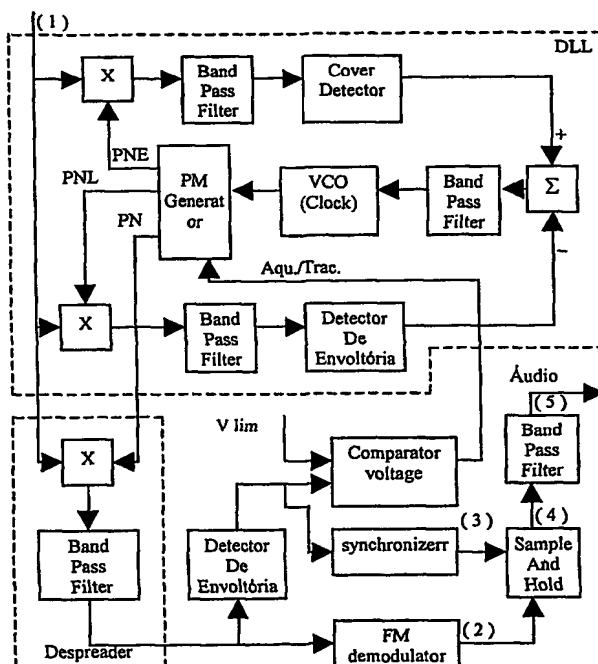 (1)
DLL
X
Band
Pass
Filter
Cover
Detector
+
PNE
PNL
PN
PM
Generat
or
VCO
(Clock)
Band
Pass
Filter
Σ
Aqu./Trac.
−
X
Band
Pass
Filter
Detector
De
Envoltória
Áudio
(5)
V lim
X
Comparator
voltage
Band
Pass
Filter
(4)
Band
Pass
Filter
Detector
De
Envoltória
synchronizerr
(3)
Sample
And
Hold
Despreader
FM
demodulator
(2)